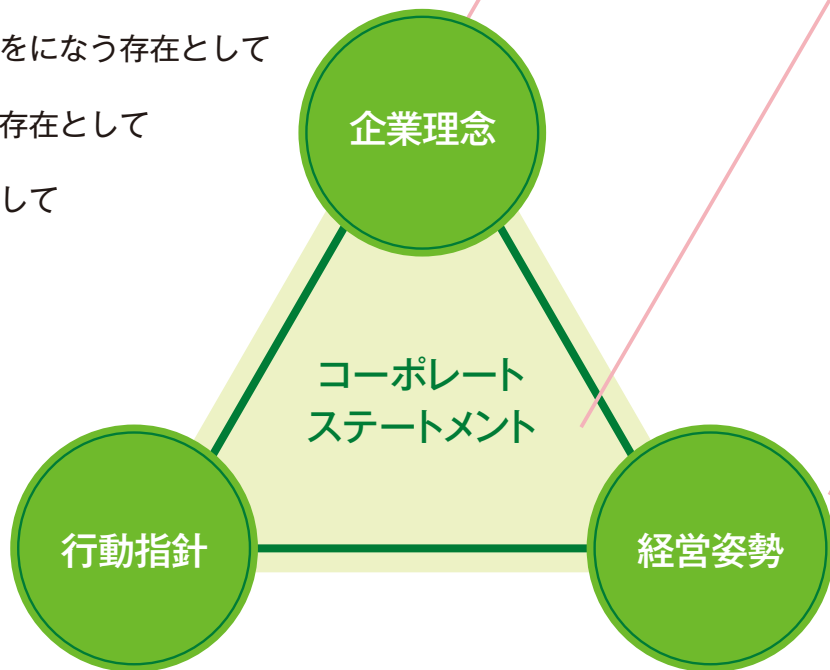 をになう存在として
存在として
して
企業理念
コーポレート
ステートメント
行動指針
経営姿勢